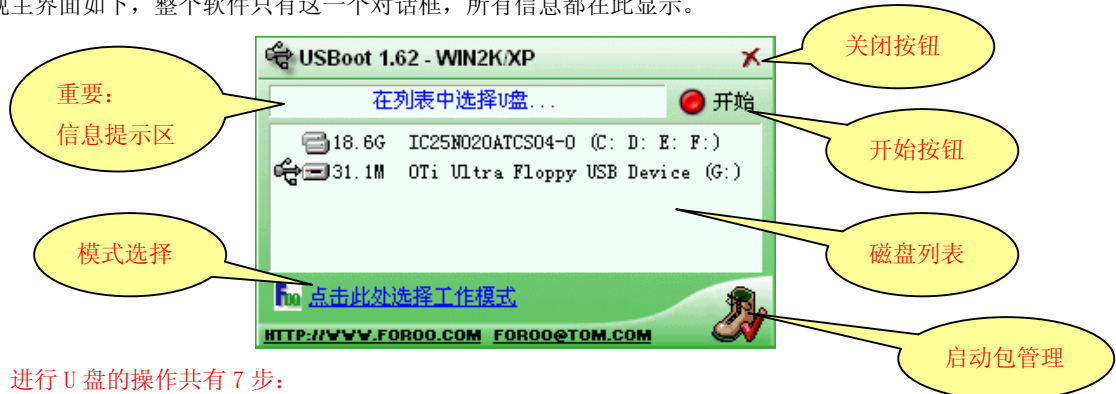 观主界面如下，整个软件只有这一个对话框，所有信息都在此显示。
关闭按钮
USBoot 1.62 - WIN2K/XP
重要：
信息提示区
在列表中选择U盘...
开始
开始按钮
18.6G IC25N020ATCS04-0 (C: D: E: F:)
31.1M OTi Ultra Floppy USB Device (G:)
模式选择
磁盘列表
Foo 点击此处选择工作模式
HTTP://WWW.FOROO.COM FOROO@TOM.COM
启动包管理
进行 U 盘的操作共有 7 步：